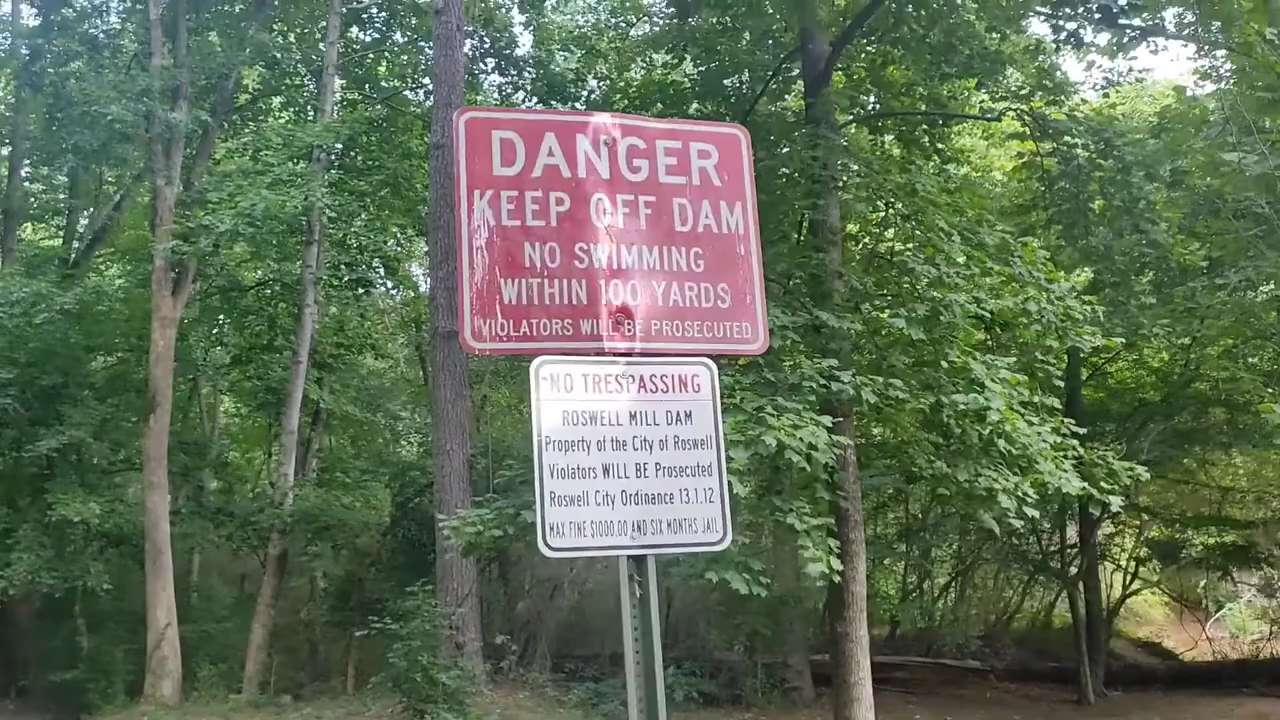 DANGER
KEEP OFF DAM
NO SWIMMING
WITHIN 100 YARDS
VIOLATORS WILL BE PROSECUTED
NO TRESPASSING
ROSWELL MILL DAM
Property of the City of Roswell
Violators WILL BE Prosecuted
Roswell City Ordinance 13.1.12
MAX FINE $1000.00 AND SIX MONTHS JAIL